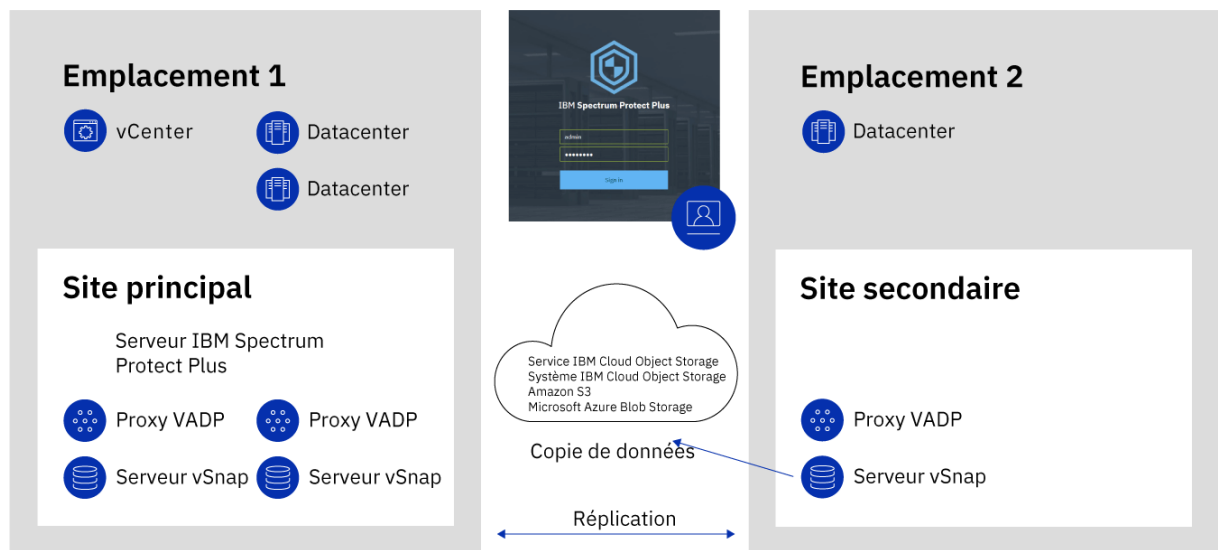 Emplacement 1
vCenter
Datacenter
Datacenter
Site principal
Serveur IBM Spectrum
Protect Plus
Proxy VADP
Proxy VADP
Serveur vSnap
Serveur vSnap
IBM Spectrum Protect Plus
admin
••••••••
Sign in
Service IBM Cloud Object Storage
Système IBM Cloud Object Storage
Amazon S3
Microsoft Azure Blob Storage
Copie de données
Réplication
Emplacement 2
Datacenter
Site secondaire
Proxy VADP
Serveur vSnap